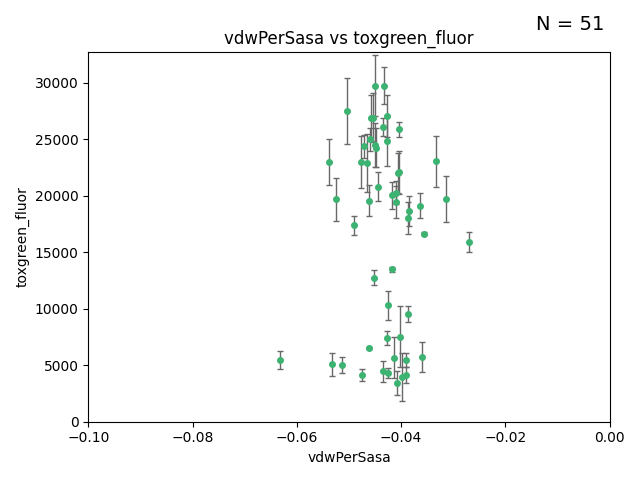 N = 51
vdwPerSasa vs toxgreen_fluor
30000
25000
20000
15000
10000
5000
0
toxgreen_fluor
−0.10 −0.08 −0.06 −0.04 −0.02 0.00
vdwPerSasa